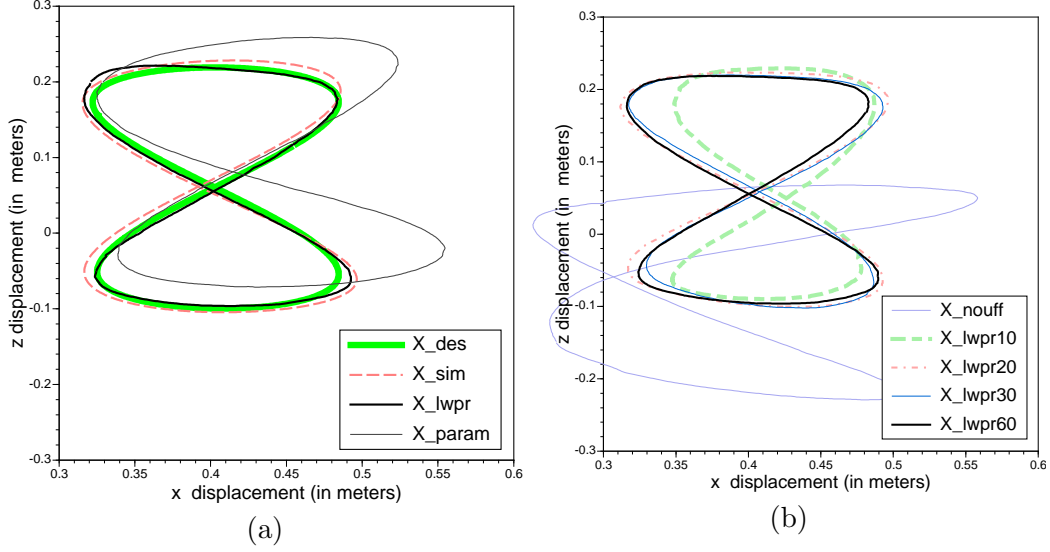 0.3
0.2
0.1
0
-0.1
-0.2
-0.3
z displacement (in meters)
X_des
X_sim
X_lwpr
X_param
0.3
0.35
0.4
0.45
0.5
0.55
0.6
x displacement (in meters)
(a)
0.3
0.2
0.1
0
-0.1
-0.2
-0.3
z displacement (in meters)
X_nouff
X_lwpr10
X_lwpr20
X_lwpr30
X_lwpr60
0.3
0.35
0.4
0.45
0.5
0.55
0.6
x displacement (in meters)
(b)